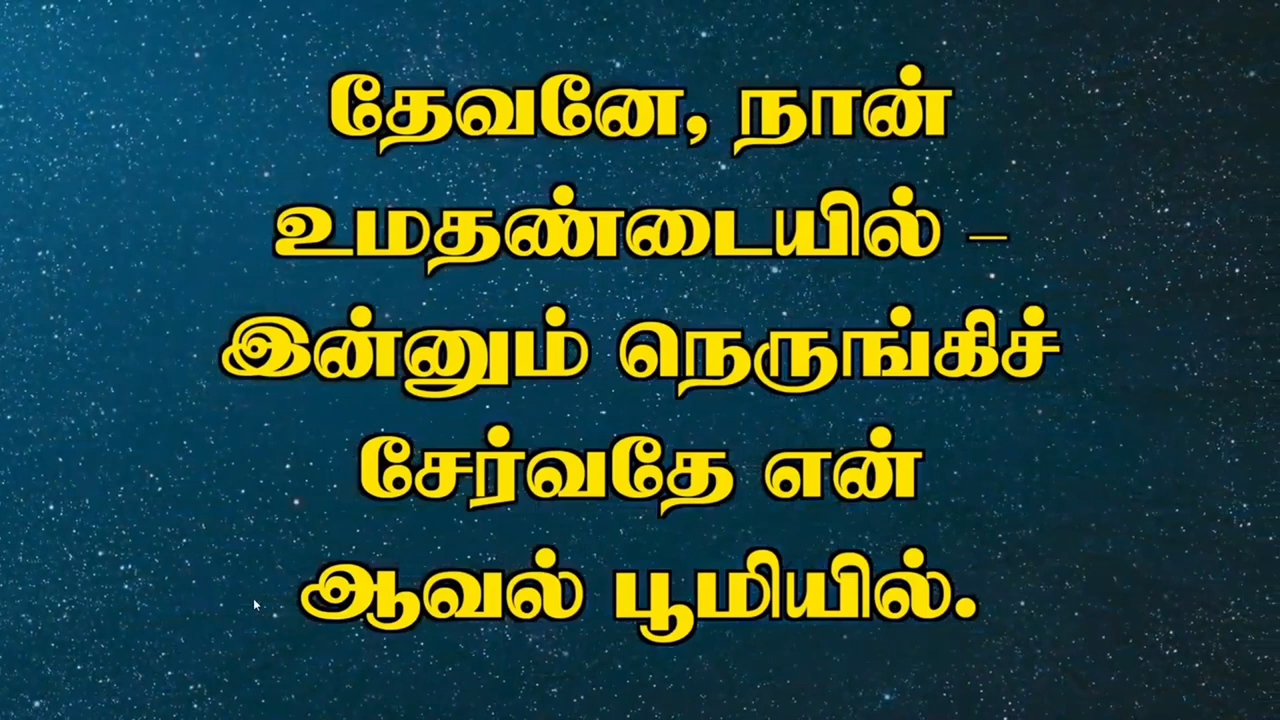 தேவனே, நான்
உமதண்டையில் –
இன்னும் நெருங்கிச்
சேர்வதே என்
ஆவல் பூமியில்.